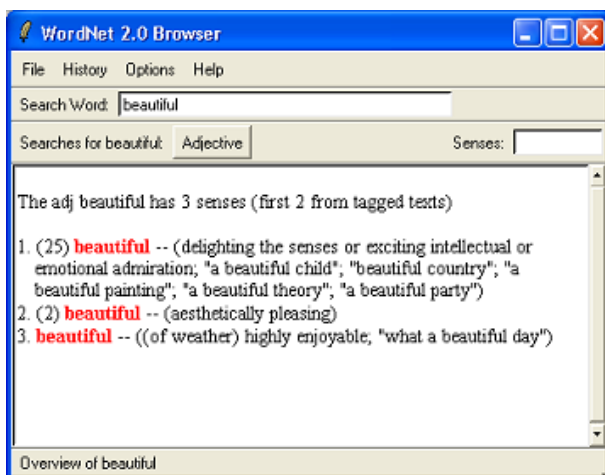 WordNet 2.0 Browser
File History Options Help
Search Word: beautiful
Searches for beautiful: Adjective Senses:
The adj beautiful has 3 senses (first 2 from tagged texts)
1. (25) beautiful -- (delighting the senses or exciting intellectual or
emotional admiration; "a beautiful child"; "beautiful country"; "a
beautiful painting"; "a beautiful theory"; "a beautiful party")
2. (2) beautiful -- (aesthetically pleasing)
3. beautiful -- ((of weather) highly enjoyable; "what a beautiful day")
Overview of beautiful